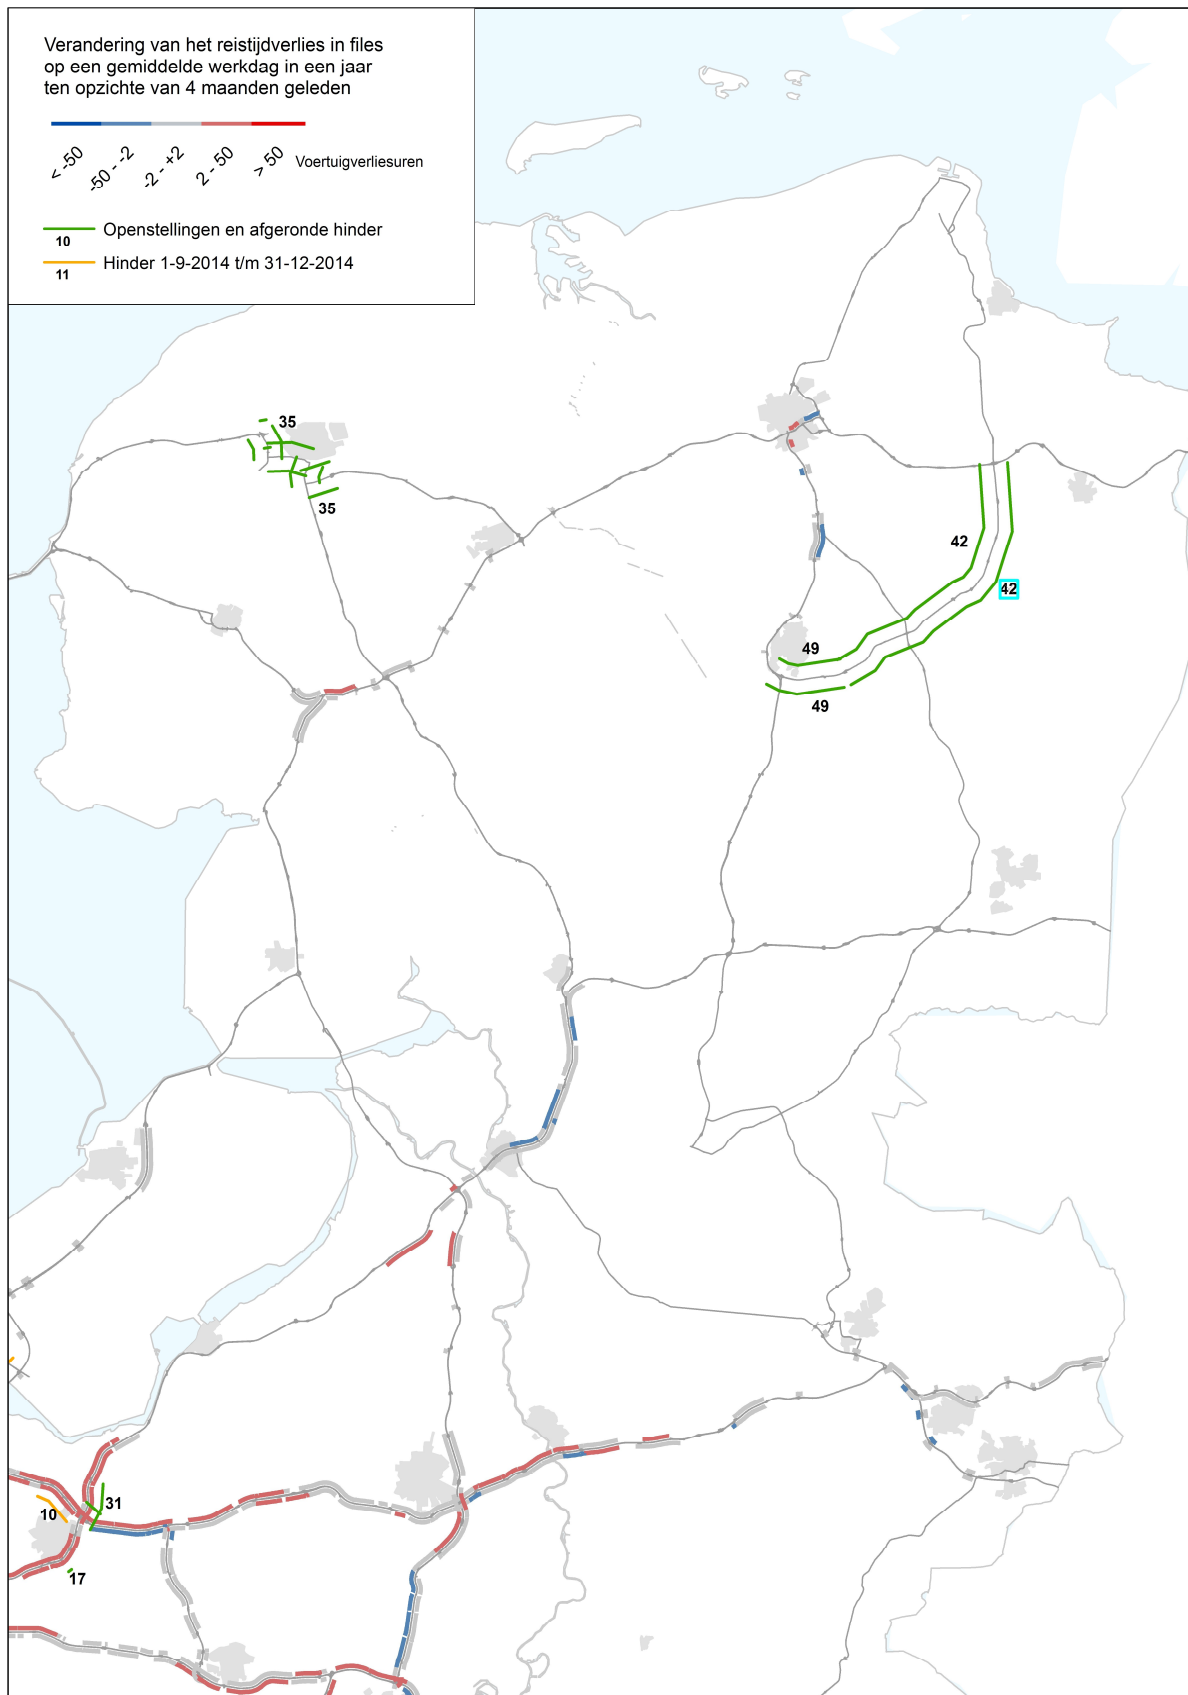 Verandering van het reistijdverlies in files
op een gemiddelde werkdag in een jaar
ten opzichte van 4 maanden geleden
< -50
-50 - -2
-2 - +2
2 - 50
> 50
Voertuigverliesuren
10 Openstellingen en afgeronde hinder
11 Hinder 1-9-2014 t/m 31-12-2014
35
35
42
42
49
49
31
10
17